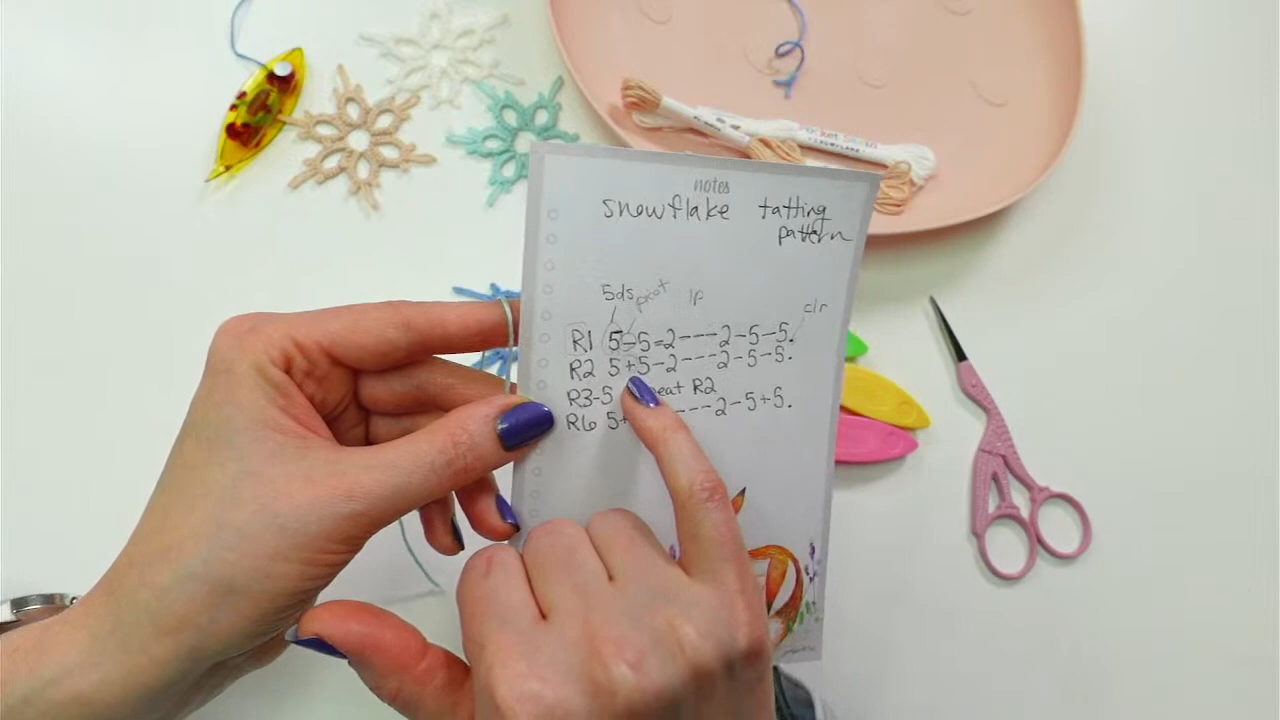 notes
snowflake tatting
pattern
5ds picot lp clr
R1 5-5=2---2-5-5.
R2 5+5-2---2-5-5.
R3-5 R2
R6 5+ ---2-5+5.
SNOWFLAKE